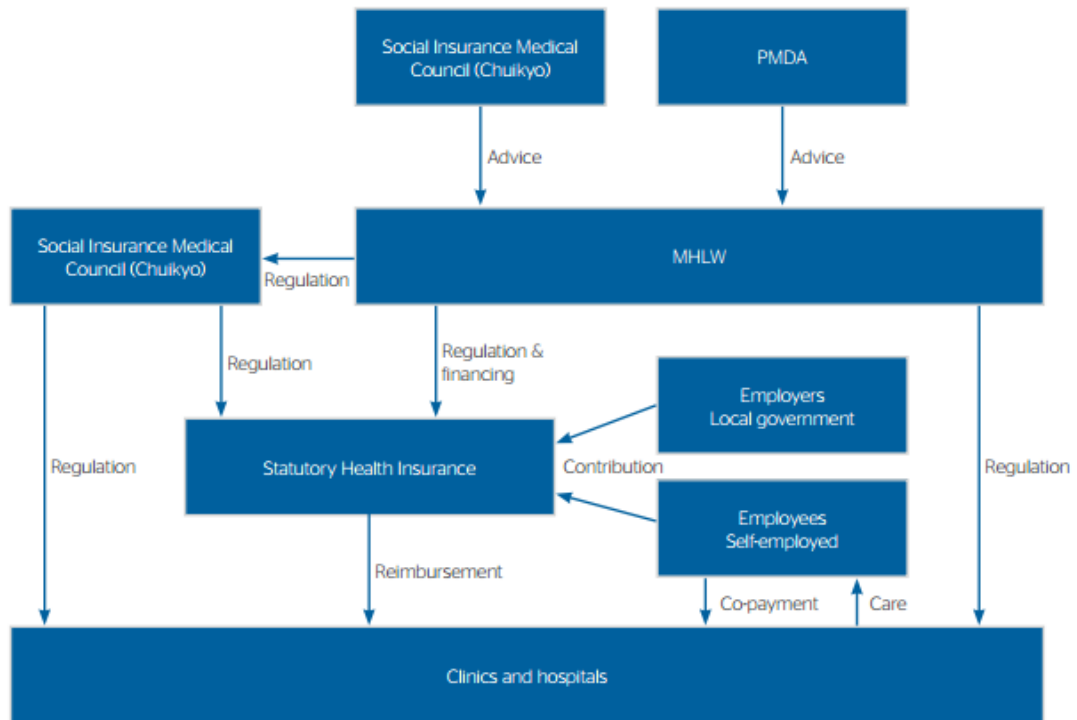 Social Insurance Medical
Council (Chuikyo)
PMDA
Advice
Advice
Social Insurance Medical
Council (Chuikyo)
MHLW
Regulation
Regulation
Regulation &
financing
Employers
Local government
Regulation
Statutory Health Insurance
Contribution
Regulation
Employees
Self-employed
Reimbursement
Co-payment
Care
Clinics and hospitals